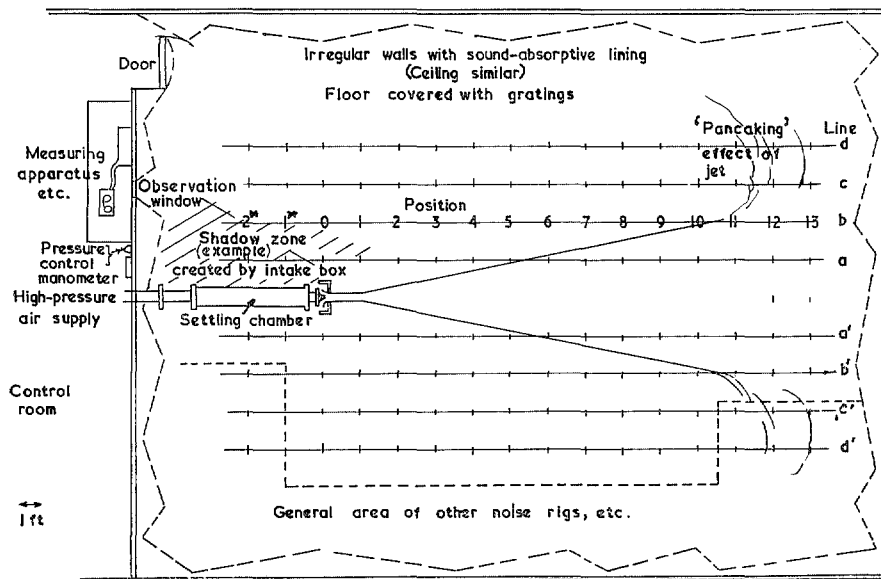 Door
Irregular walls with sound-absorptive lining
(Ceiling similar)
Floor covered with gratings
'Pancaking'
effect of
jet
Line
d
Measuring
apparatus
etc.
Observation
window
c
Position
2* 1* 0 1 2 3 4 5 6 7 8 9 10 11 12 13 b
Shadow zone
(example)
created by intake box
a
Pressure
control
manometer
High-pressure
air supply
Settling chamber
a'
b'
Control
room
c'
d'
1 ft
General area of other noise rigs, etc.